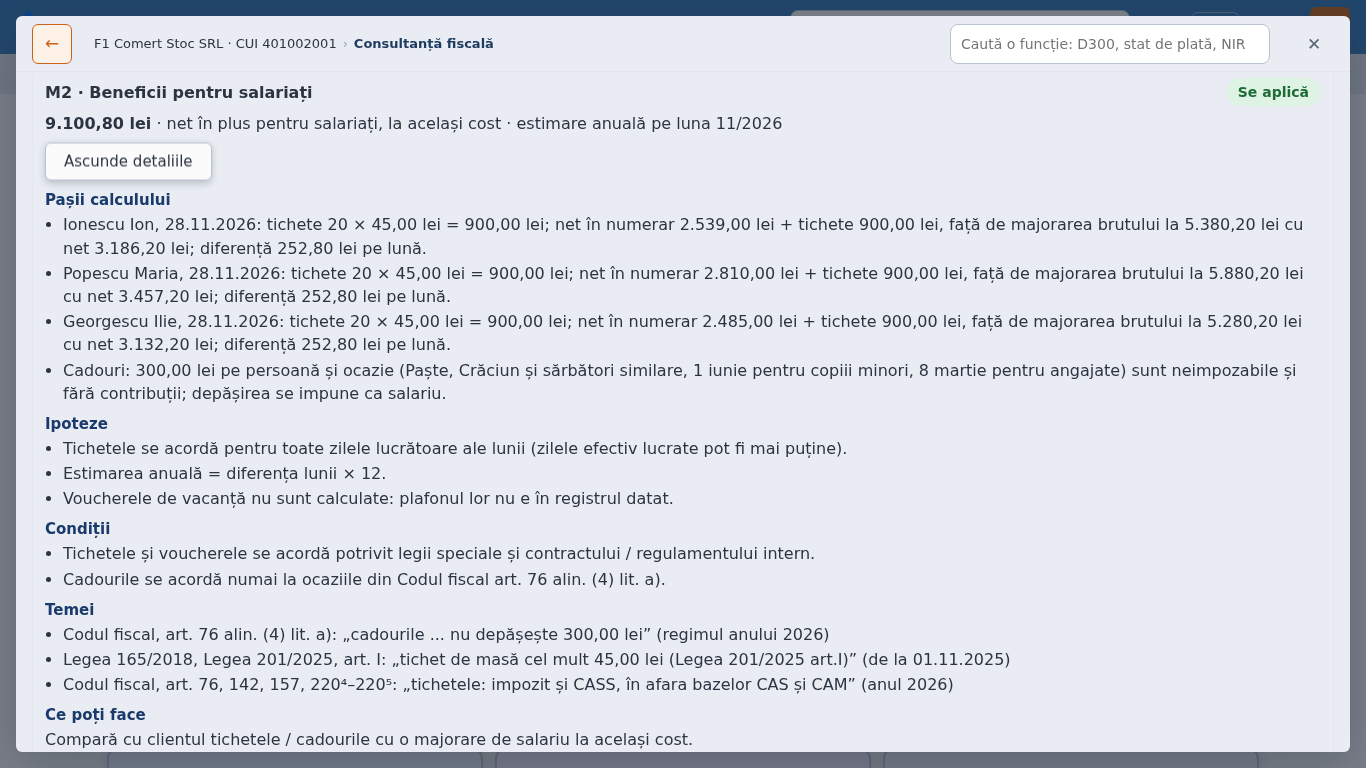 ←
F1 Comert Stoc SRL · CUI 401002001 › Consultanță fiscală
Caută o funcție: D300, stat de plată, NIR
✕
M2 · Beneficii pentru salariați
Se aplică
9.100,80 lei · net în plus pentru salariați, la același cost · estimare anuală pe luna 11/2026
Ascunde detaliile
Pașii calculului
• Ionescu Ion, 28.11.2026: tichete 20 × 45,00 lei = 900,00 lei; net în numerar 2.539,00 lei + tichete 900,00 lei, față de majorarea brutului la 5.380,20 lei cu
net 3.186,20 lei; diferență 252,80 lei pe lună.
• Popescu Maria, 28.11.2026: tichete 20 × 45,00 lei = 900,00 lei; net în numerar 2.810,00 lei + tichete 900,00 lei, față de majorarea brutului la 5.880,20 lei
cu net 3.457,20 lei; diferență 252,80 lei pe lună.
• Georgescu Ilie, 28.11.2026: tichete 20 × 45,00 lei = 900,00 lei; net în numerar 2.485,00 lei + tichete 900,00 lei, față de majorarea brutului la 5.280,20 lei
cu net 3.132,20 lei; diferență 252,80 lei pe lună.
• Cadouri: 300,00 lei pe persoană și ocazie (Paște, Crăciun și sărbători similare, 1 iunie pentru copiii minori, 8 martie pentru angajate) sunt neimpozabile și
fără contribuții; depășirea se impune ca salariu.
Ipoteze
• Tichetele se acordă pentru toate zilele lucrătoare ale lunii (zilele efectiv lucrate pot fi mai puține).
• Estimarea anuală = diferența lunii × 12.
• Voucherele de vacanță nu sunt calculate: plafonul lor nu e în registrul datat.
Condiții
• Tichetele și voucherele se acordă potrivit legii speciale și contractului / regulamentului intern.
• Cadourile se acordă numai la ocaziile din Codul fiscal art. 76 alin. (4) lit. a).
Temei
• Codul fiscal, art. 76 alin. (4) lit. a): „cadourile ... nu depășește 300,00 lei” (regimul anului 2026)
• Legea 165/2018, Legea 201/2025, art. I: „tichet de masă cel mult 45,00 lei (Legea 201/2025 art.I)” (de la 01.11.2025)
• Codul fiscal, art. 76, 142, 157, 220⁴–220⁵: „tichetele: impozit și CASS, în afara bazelor CAS și CAM” (anul 2026)
Ce poți face
Compară cu clientul tichetele / cadourile cu o majorare de salariu la același cost.